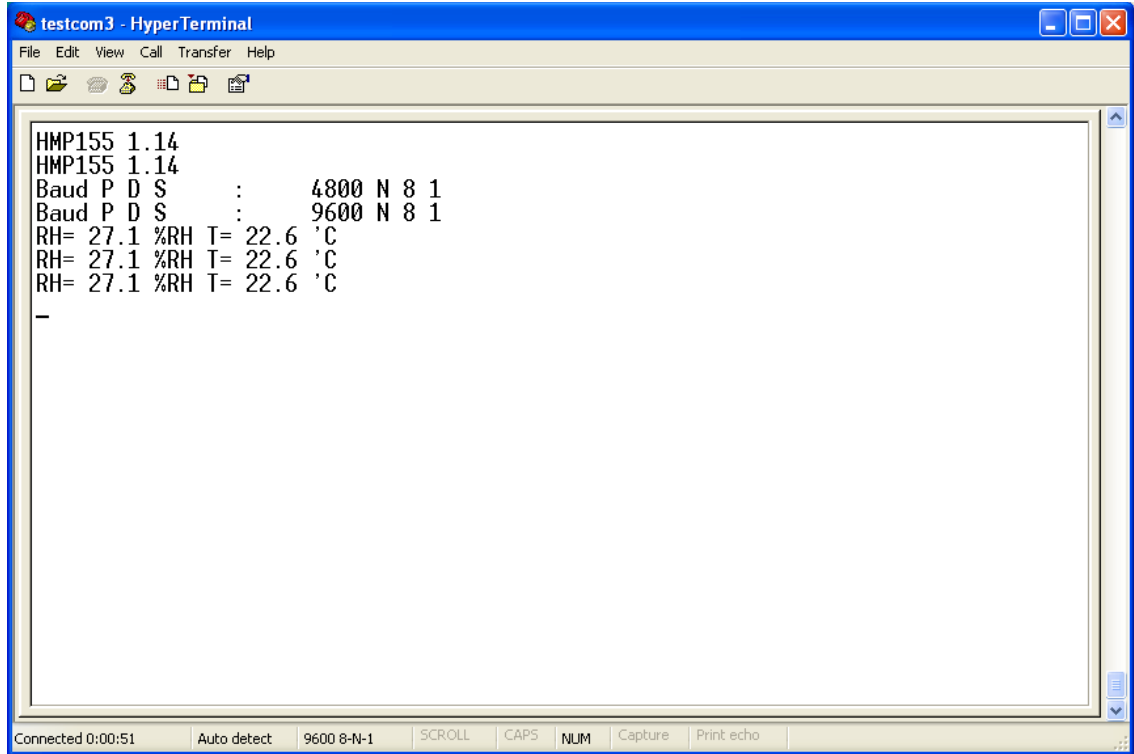 testcom3 - HyperTerminal
File Edit View Call Transfer Help
HMP155 1.14
HMP155 1.14
Baud P D S : 4800 N 8 1
Baud P D S : 9600 N 8 1
RH= 27.1 %RH T= 22.6 'C
RH= 27.1 %RH T= 22.6 'C
RH= 27.1 %RH T= 22.6 'C
Connected 0:00:51 Auto detect 9600 8-N-1 SCROLL CAPS NUM Capture Print echo